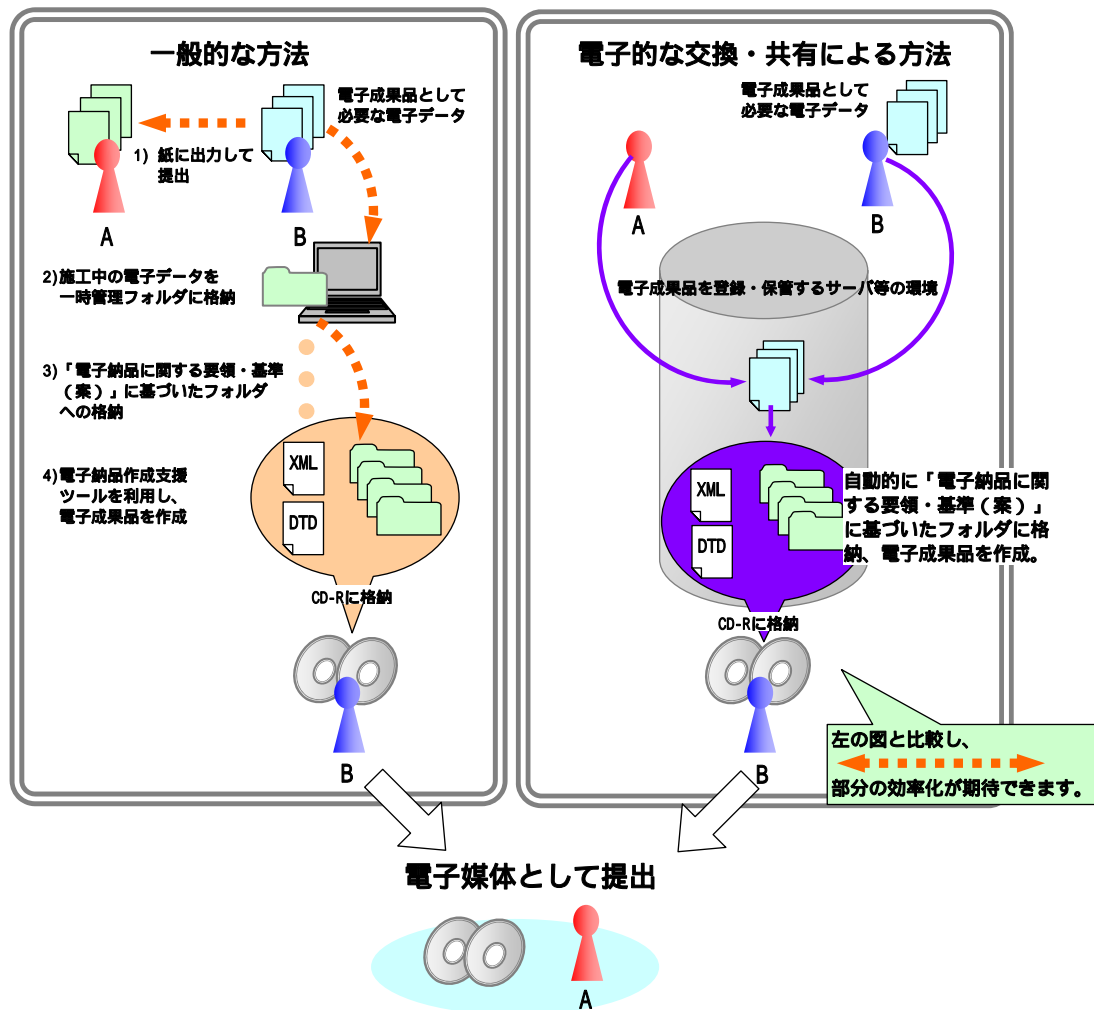 一般的な方法
電子成果品として
必要な電子データ
1) 紙に出力して
提出
A
B
2)施工中の電子データを
一時管理フォルダに格納
3)「電子納品に関する要領・基準
(案)」に基づいたフォルダ
への格納
4)電子納品作成支援
ツールを利用し、
電子成果品を作成
XML
DTD
CD-Rに格納
B
電子的な交換・共有による方法
電子成果品として
必要な電子データ
A
B
電子成果品を登録・保管するサーバ等の環境
XML
DTD
自動的に「電子納品に関
する要領・基準(案)」
に基づいたフォルダに格
納、電子成果品を作成。
CD-Rに格納
B
左の図と比較し、
部分の効率化が期待できます。
電子媒体として提出
A